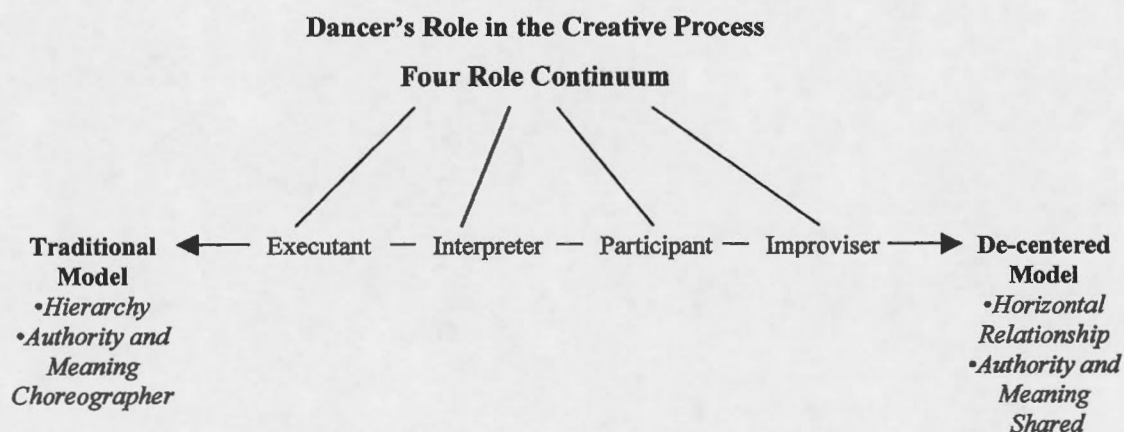 Dancer's Role in the Creative Process
Four Role Continuum
Traditional Model
•Hierarchy
•Authority and
Meaning
Choreographer
Executant — Interpreter — Participant — Improviser
De-centered
Model
•Horizontal
Relationship
•Authority and
Meaning
Shared